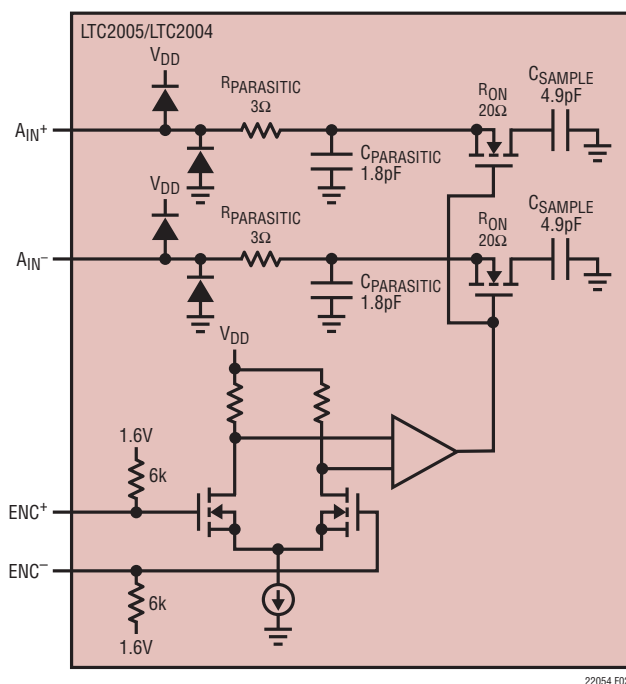 LTC2005/LTC2004
VDD
RPARASITIC
3Ω
RON
20Ω
CSAMPLE
4.9pF
AIN+
CPARASITIC
1.8pF
VDD
RPARASITIC
3Ω
RON
20Ω
CSAMPLE
4.9pF
AIN–
CPARASITIC
1.8pF
VDD
1.6V
6k
ENC+
ENC–
6k
1.6V